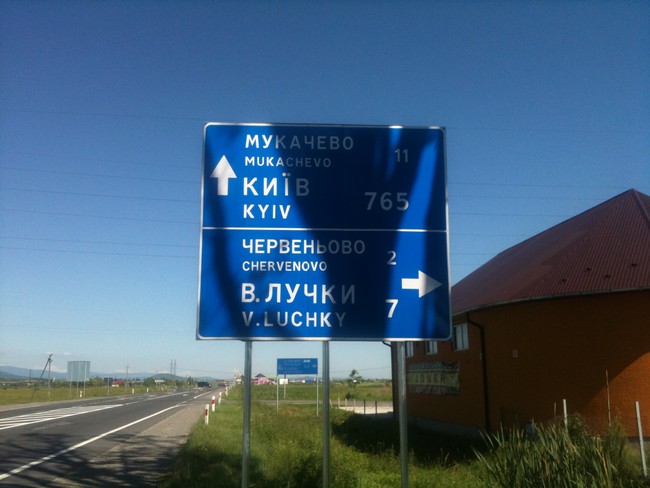 МУКАЧЕВО
MUKACHEVO 11
КИЇВ
KYIV 765
ЧЕРВЕНЬОВО
CHERVENOVO 2
В.ЛУЧКИ
V.LUCHKY 7